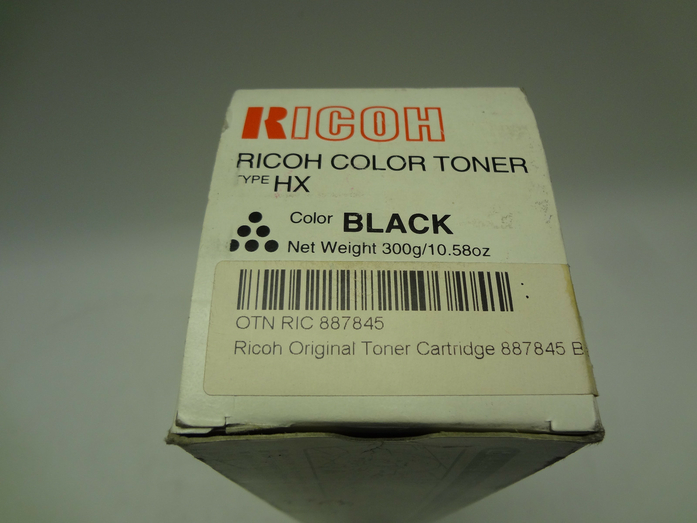 RICOH
RICOH COLOR TONER
TYPE HX
Color BLACK
Net Weight 300g/10.58oz
OTN RIC 887845
Ricoh Original Toner Cartridge 887845 B